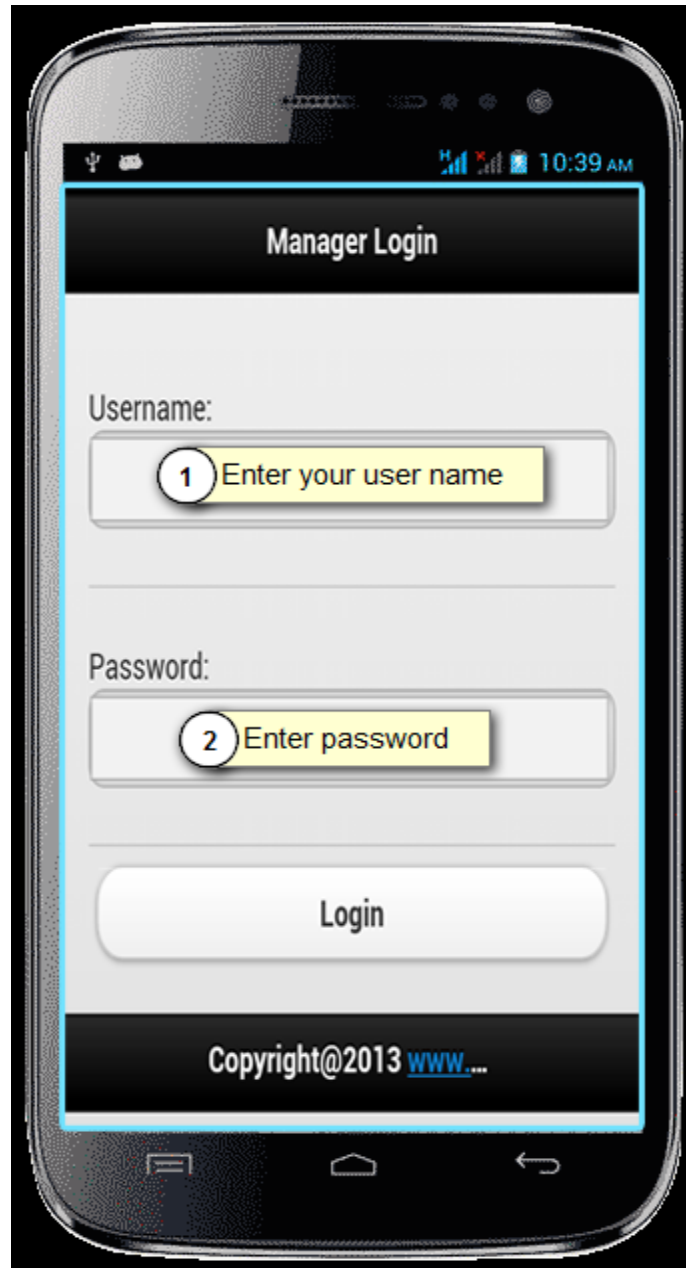 H
10:39 AM
Manager Login
Username:
1 Enter your user name
Password:
2 Enter password
Login
Copyright@2013 www....